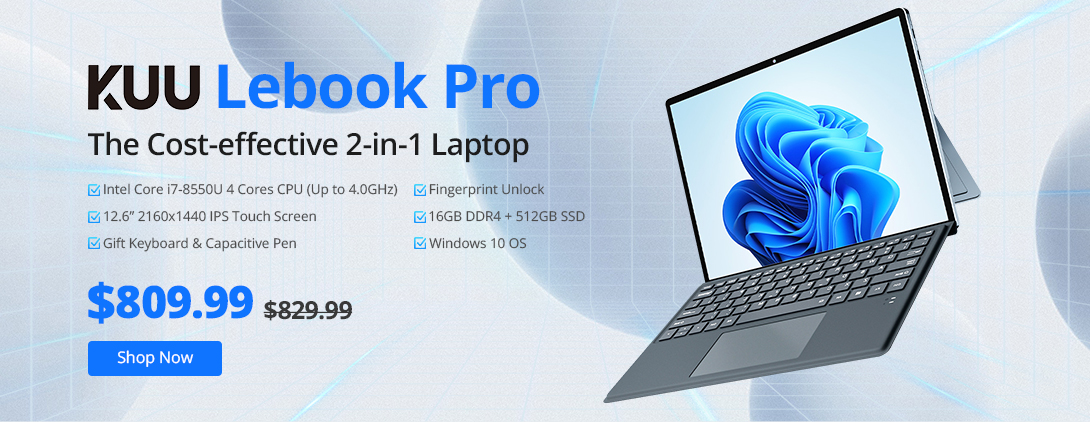 KUU Lebook Pro
The Cost-effective 2-in-1 Laptop
Intel Core i7-8550U 4 Cores CPU (Up to 4.0GHz)
Fingerprint Unlock
12.6” 2160x1440 IPS Touch Screen
16GB DDR4 + 512GB SSD
Gift Keyboard & Capacitive Pen
Windows 10 OS
$809.99 $829.99
Shop Now